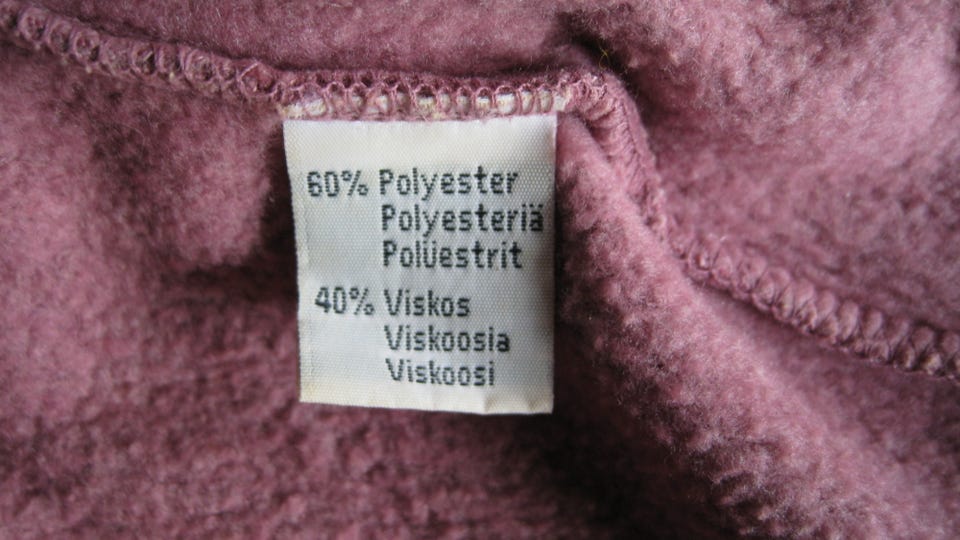 60% Polyester
Polyesteriä
Polüestrit
40% Viskos
Viskoosia
Viskoosi